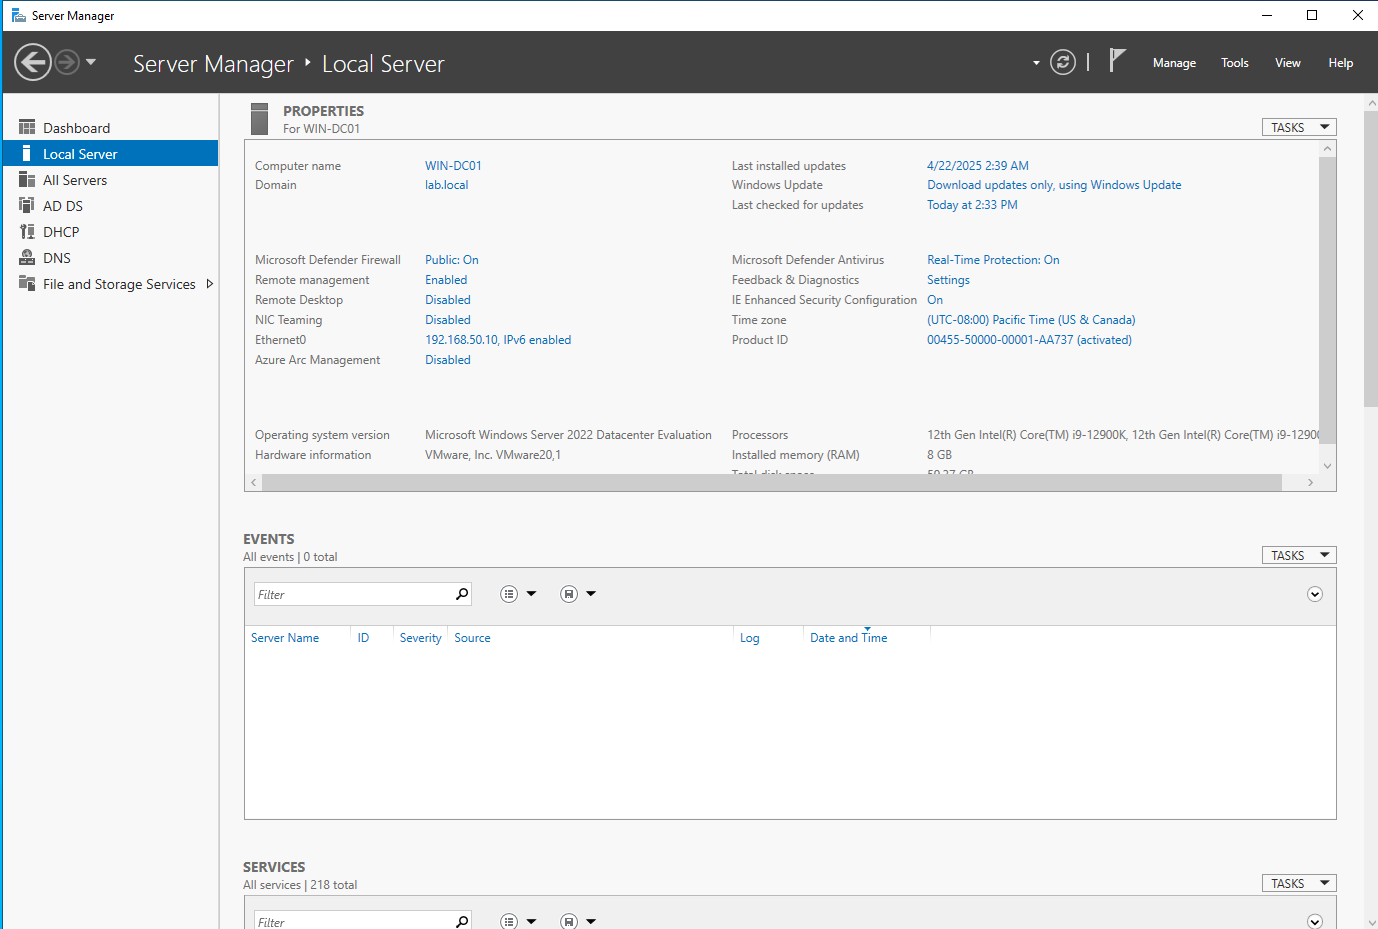 Server Manager
Server Manager ‣ Local Server
Manage Tools View Help
Dashboard
Local Server
All Servers
AD DS
DHCP
DNS
File and Storage Services
PROPERTIES
For WIN-DC01
TASKS
Computer name WIN-DC01 Last installed updates 4/22/2025 2:39 AM
Domain lab.local Windows Update Download updates only, using Windows Update
Last checked for updates Today at 2:33 PM
Microsoft Defender Firewall Public: On Microsoft Defender Antivirus Real-Time Protection: On
Remote management Enabled Feedback & Diagnostics Settings
Remote Desktop Disabled IE Enhanced Security Configuration On
NIC Teaming Disabled Time zone (UTC-08:00) Pacific Time (US & Canada)
Ethernet0 192.168.50.10, IPv6 enabled Product ID 00455-50000-00001-AA737 (activated)
Azure Arc Management Disabled
Operating system version Microsoft Windows Server 2022 Datacenter Evaluation Processors 12th Gen Intel(R) Core(TM) i9-12900K, 12th Gen Intel(R) Core(TM) i9-1290
Hardware information VMware, Inc. VMware20,1 Installed memory (RAM) 8 GB
Total disk space
EVENTS
All events | 0 total
TASKS
Filter
Server Name ID Severity Source Log Date and Time
SERVICES
All services | 218 total
TASKS
Filter